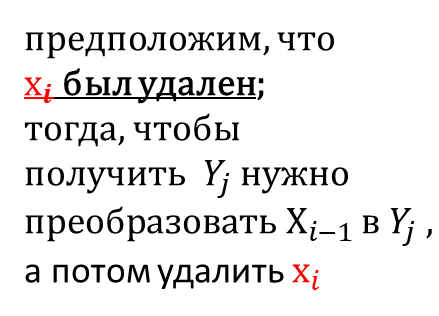 предположим, что
xᵢ был удален;
тогда, чтобы
получить Yⱼ нужно
преобразовать Xᵢ₋₁ в Yⱼ ,
а потом удалить xᵢ